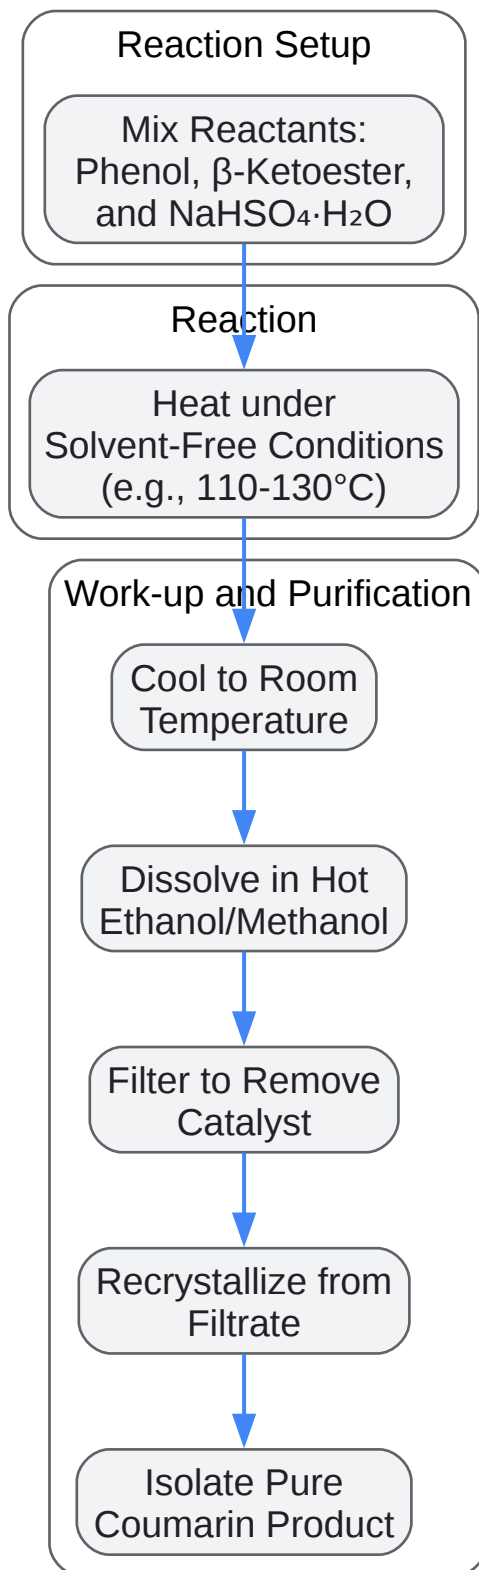 Reaction Setup
Mix Reactants:
Phenol, β-Ketoester,
and NaHSO₄·H₂O
Reaction
Heat under
Solvent-Free Conditions
(e.g., 110-130°C)
Work-up and Purification
Cool to Room
Temperature
Dissolve in Hot
Ethanol/Methanol
Filter to Remove
Catalyst
Recrystallize from
Filtrate
Isolate Pure
Coumarin Product